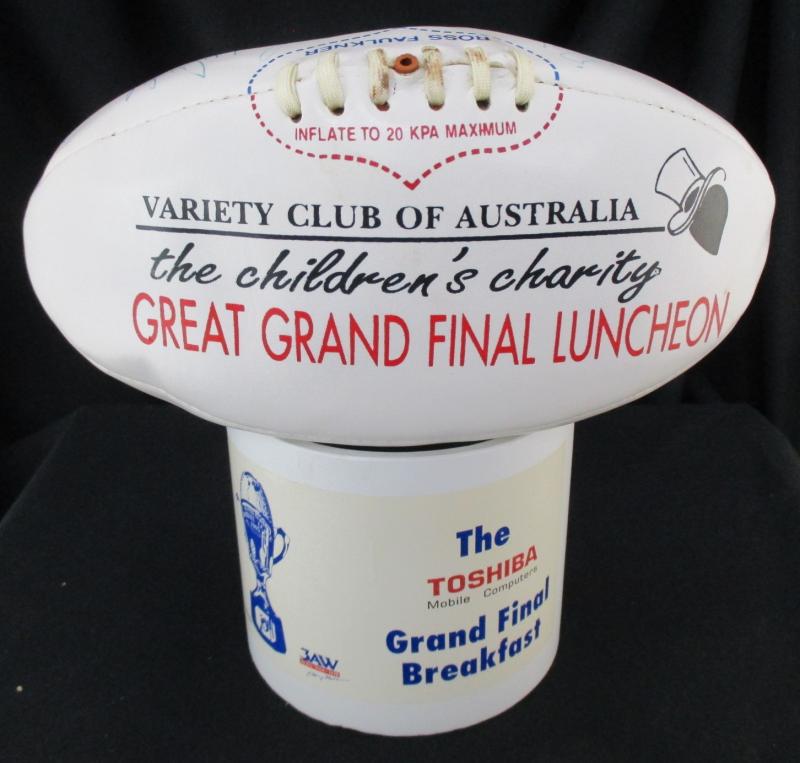 ROSS FAULKNER
INFLATE TO 20 KPA MAXIMUM
VARIETY CLUB OF AUSTRALIA
the children's charity
GREAT GRAND FINAL LUNCHEON
The
TOSHIBA
Mobile Computers
Grand Final
Breakfast
3AW